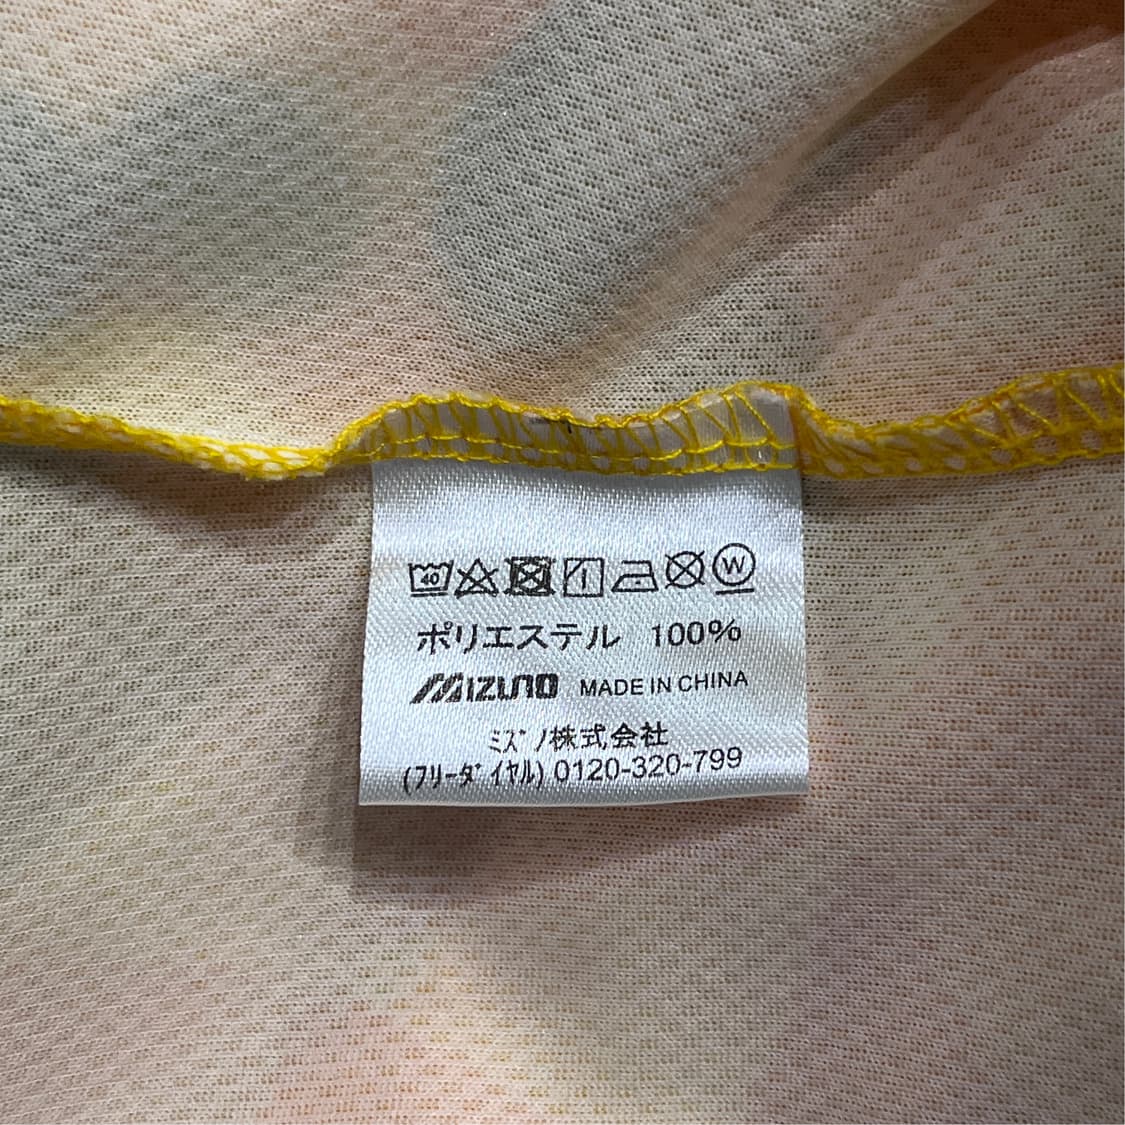 40 W
ポリエステル 100%
MIZUNO MADE IN CHINA
ﾐｽﾞﾉ株式会社
(ﾌﾘｰﾀﾞｲﾔﾙ) 0120-320-799